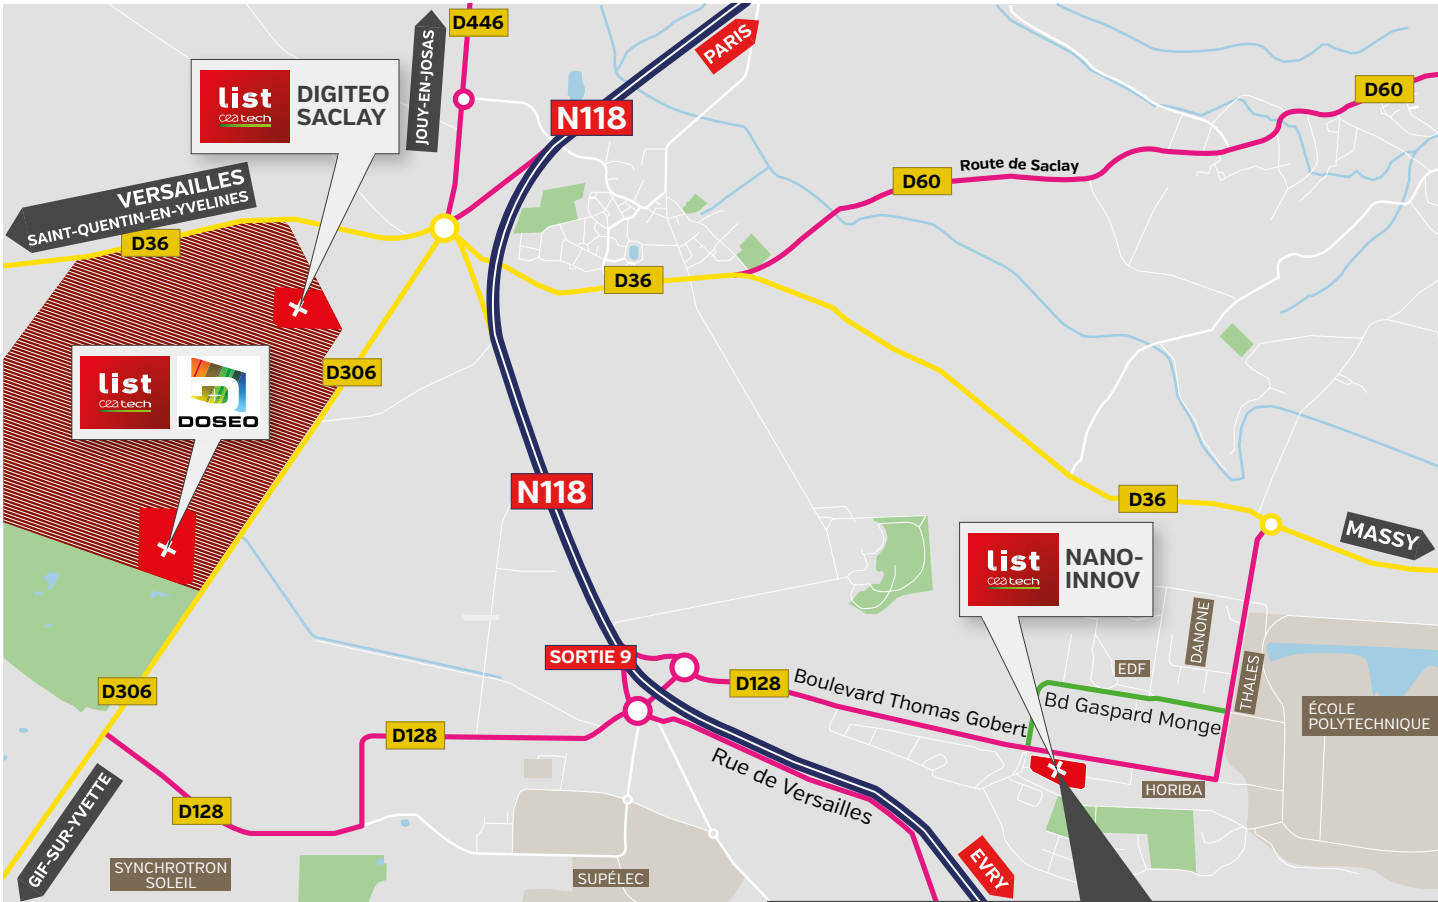 D446
PARIS
JOUY-EN-JOSAS
list
cea tech
DIGITEO
SACLAY
D60
N118
Route de Saclay
D60
VERSAILLES
SAINT-QUENTIN-EN-YVELINES
D36
D36
D306
list
cea tech
DOSEO
N118
D36
MASSY
list
cea tech
NANO-
INNOV
DANONE
EDF
THALES
SORTIE 9
D128
Boulevard Thomas Gobert
Bd Gaspard Monge
ÉCOLE
POLYTECHNIQUE
D306
D128
Rue de Versailles
HORIBA
D128
GIF-SUR-YVETTE
SYNCHROTRON
SOLEIL
SUPÉLEC
EVRY